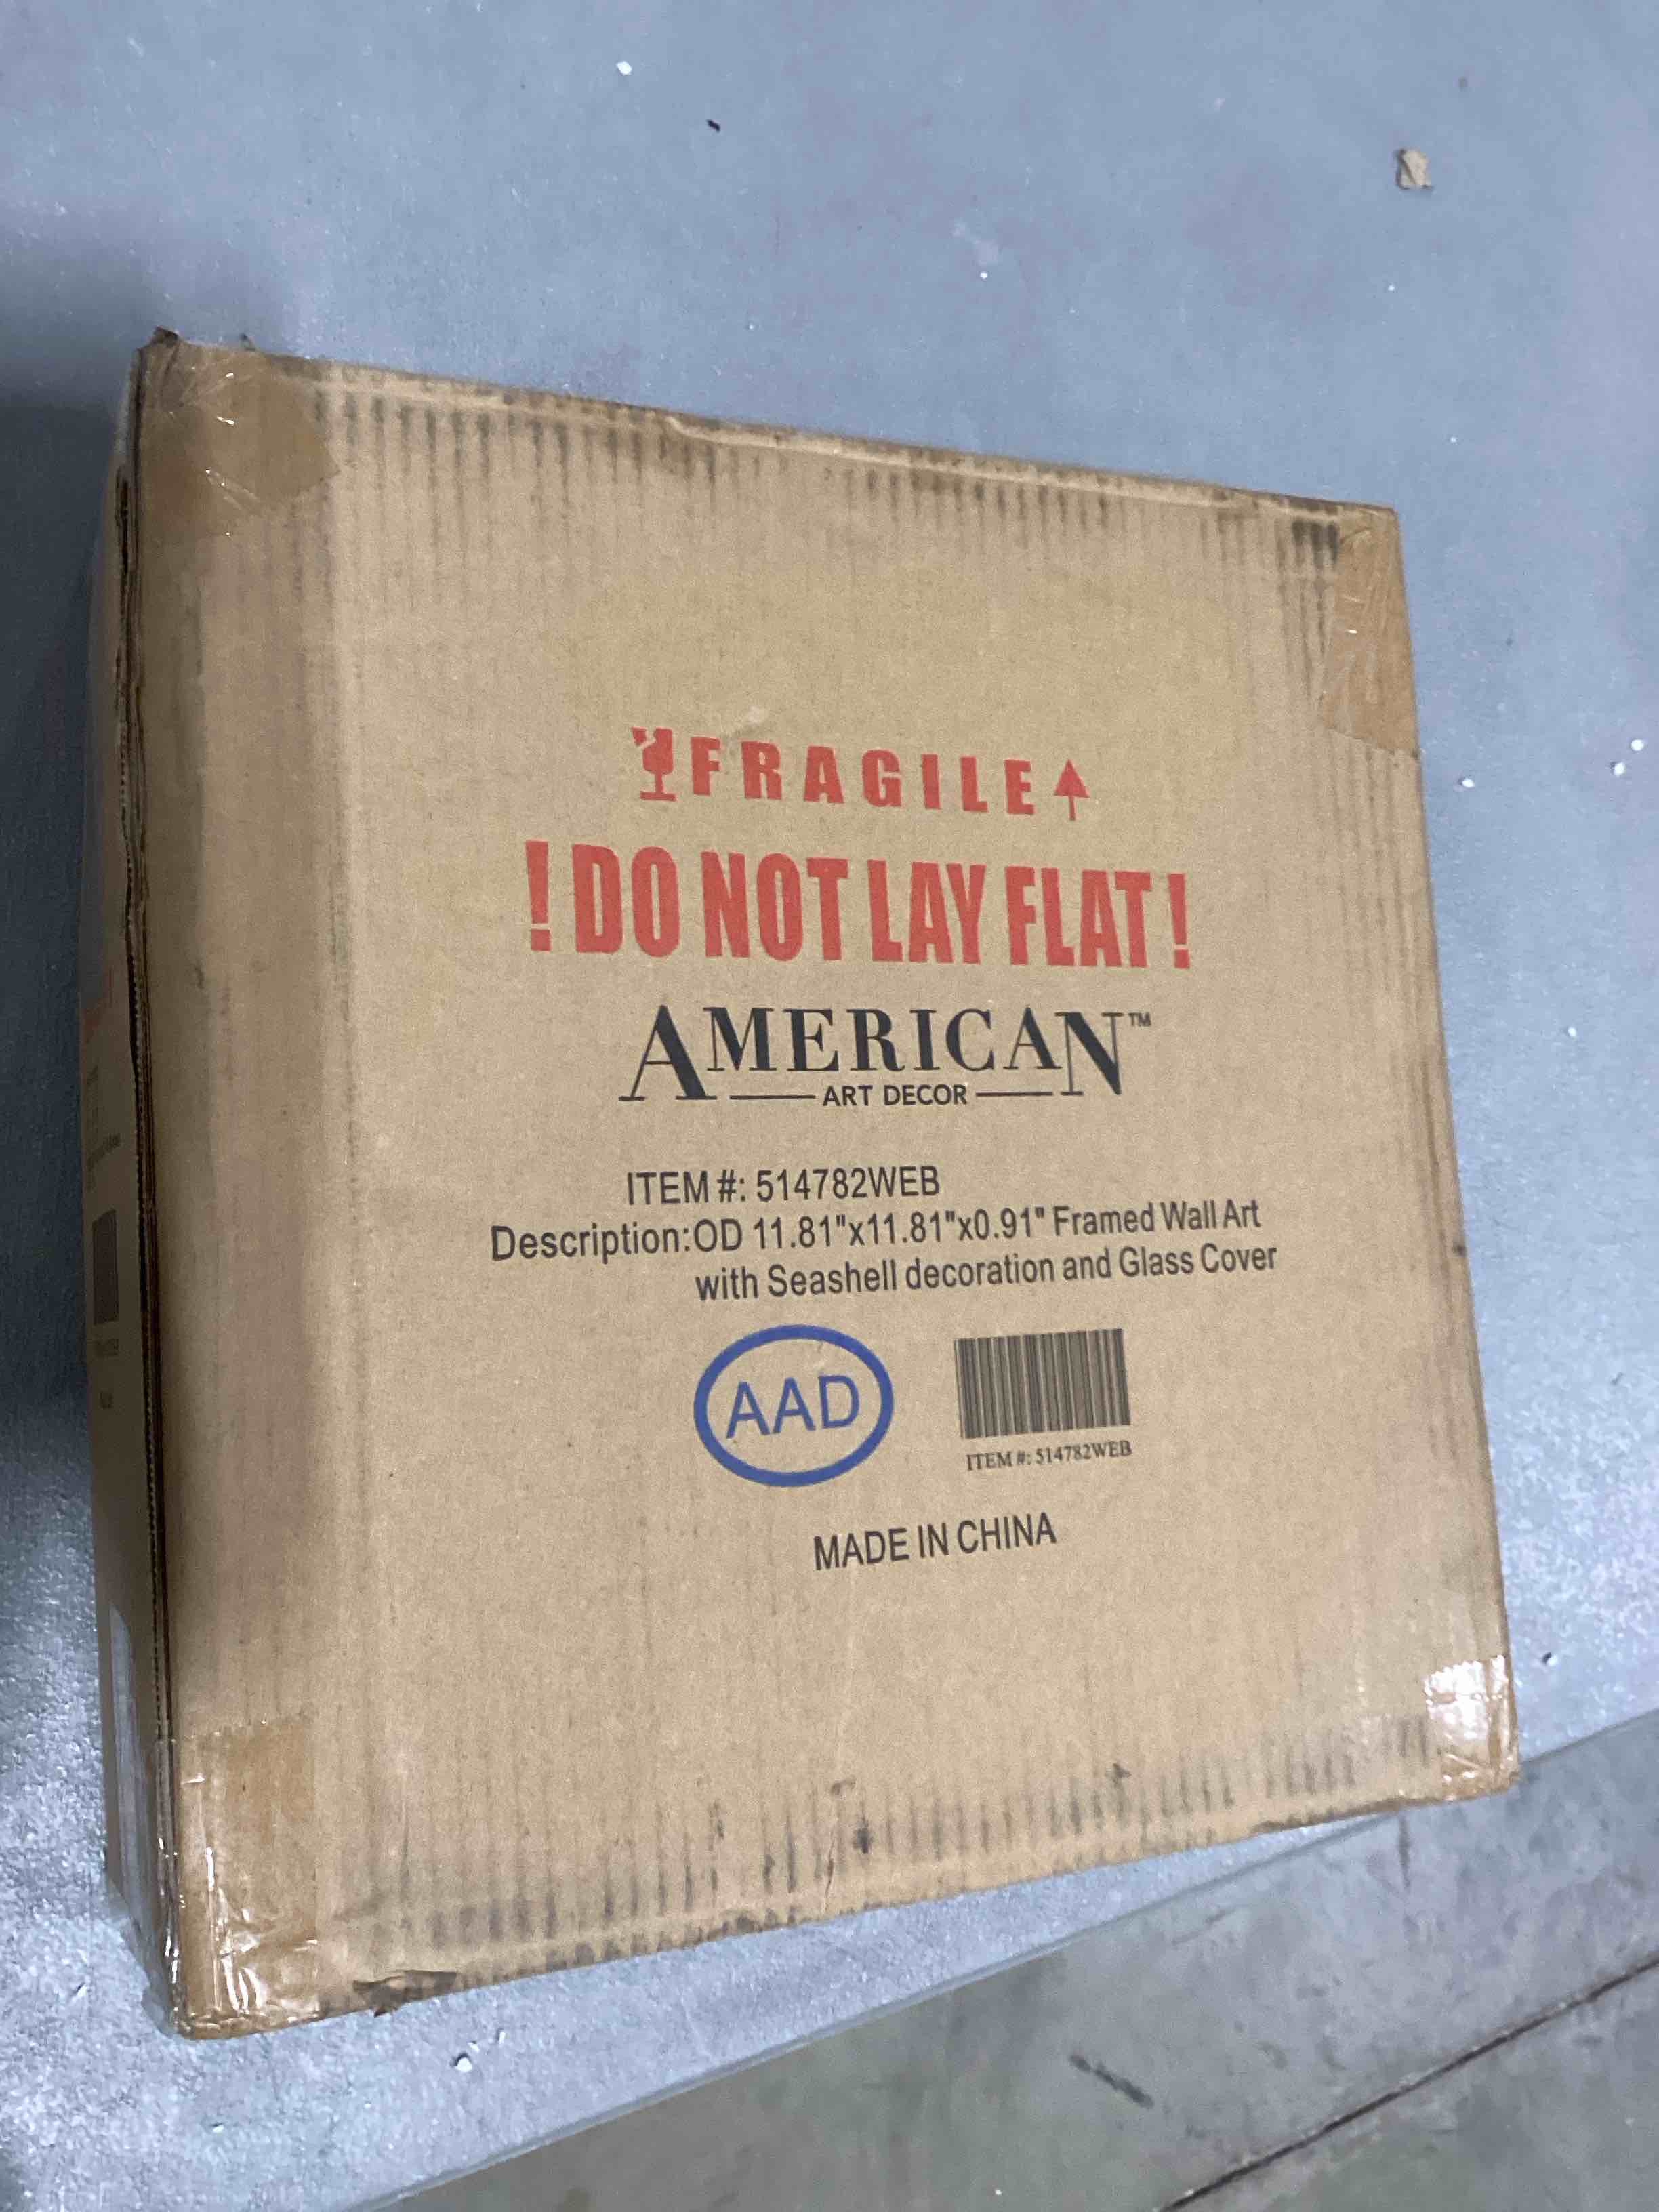 FRAGILE
! DO NOT LAY FLAT !
AMERICAN™
ART DECOR
ITEM #: 514782WEB
Description:OD 11.81"x11.81"x0.91" Framed Wall Art
with Seashell decoration and Glass Cover
AAD
ITEM #: 514782WEB
MADE IN CHINA